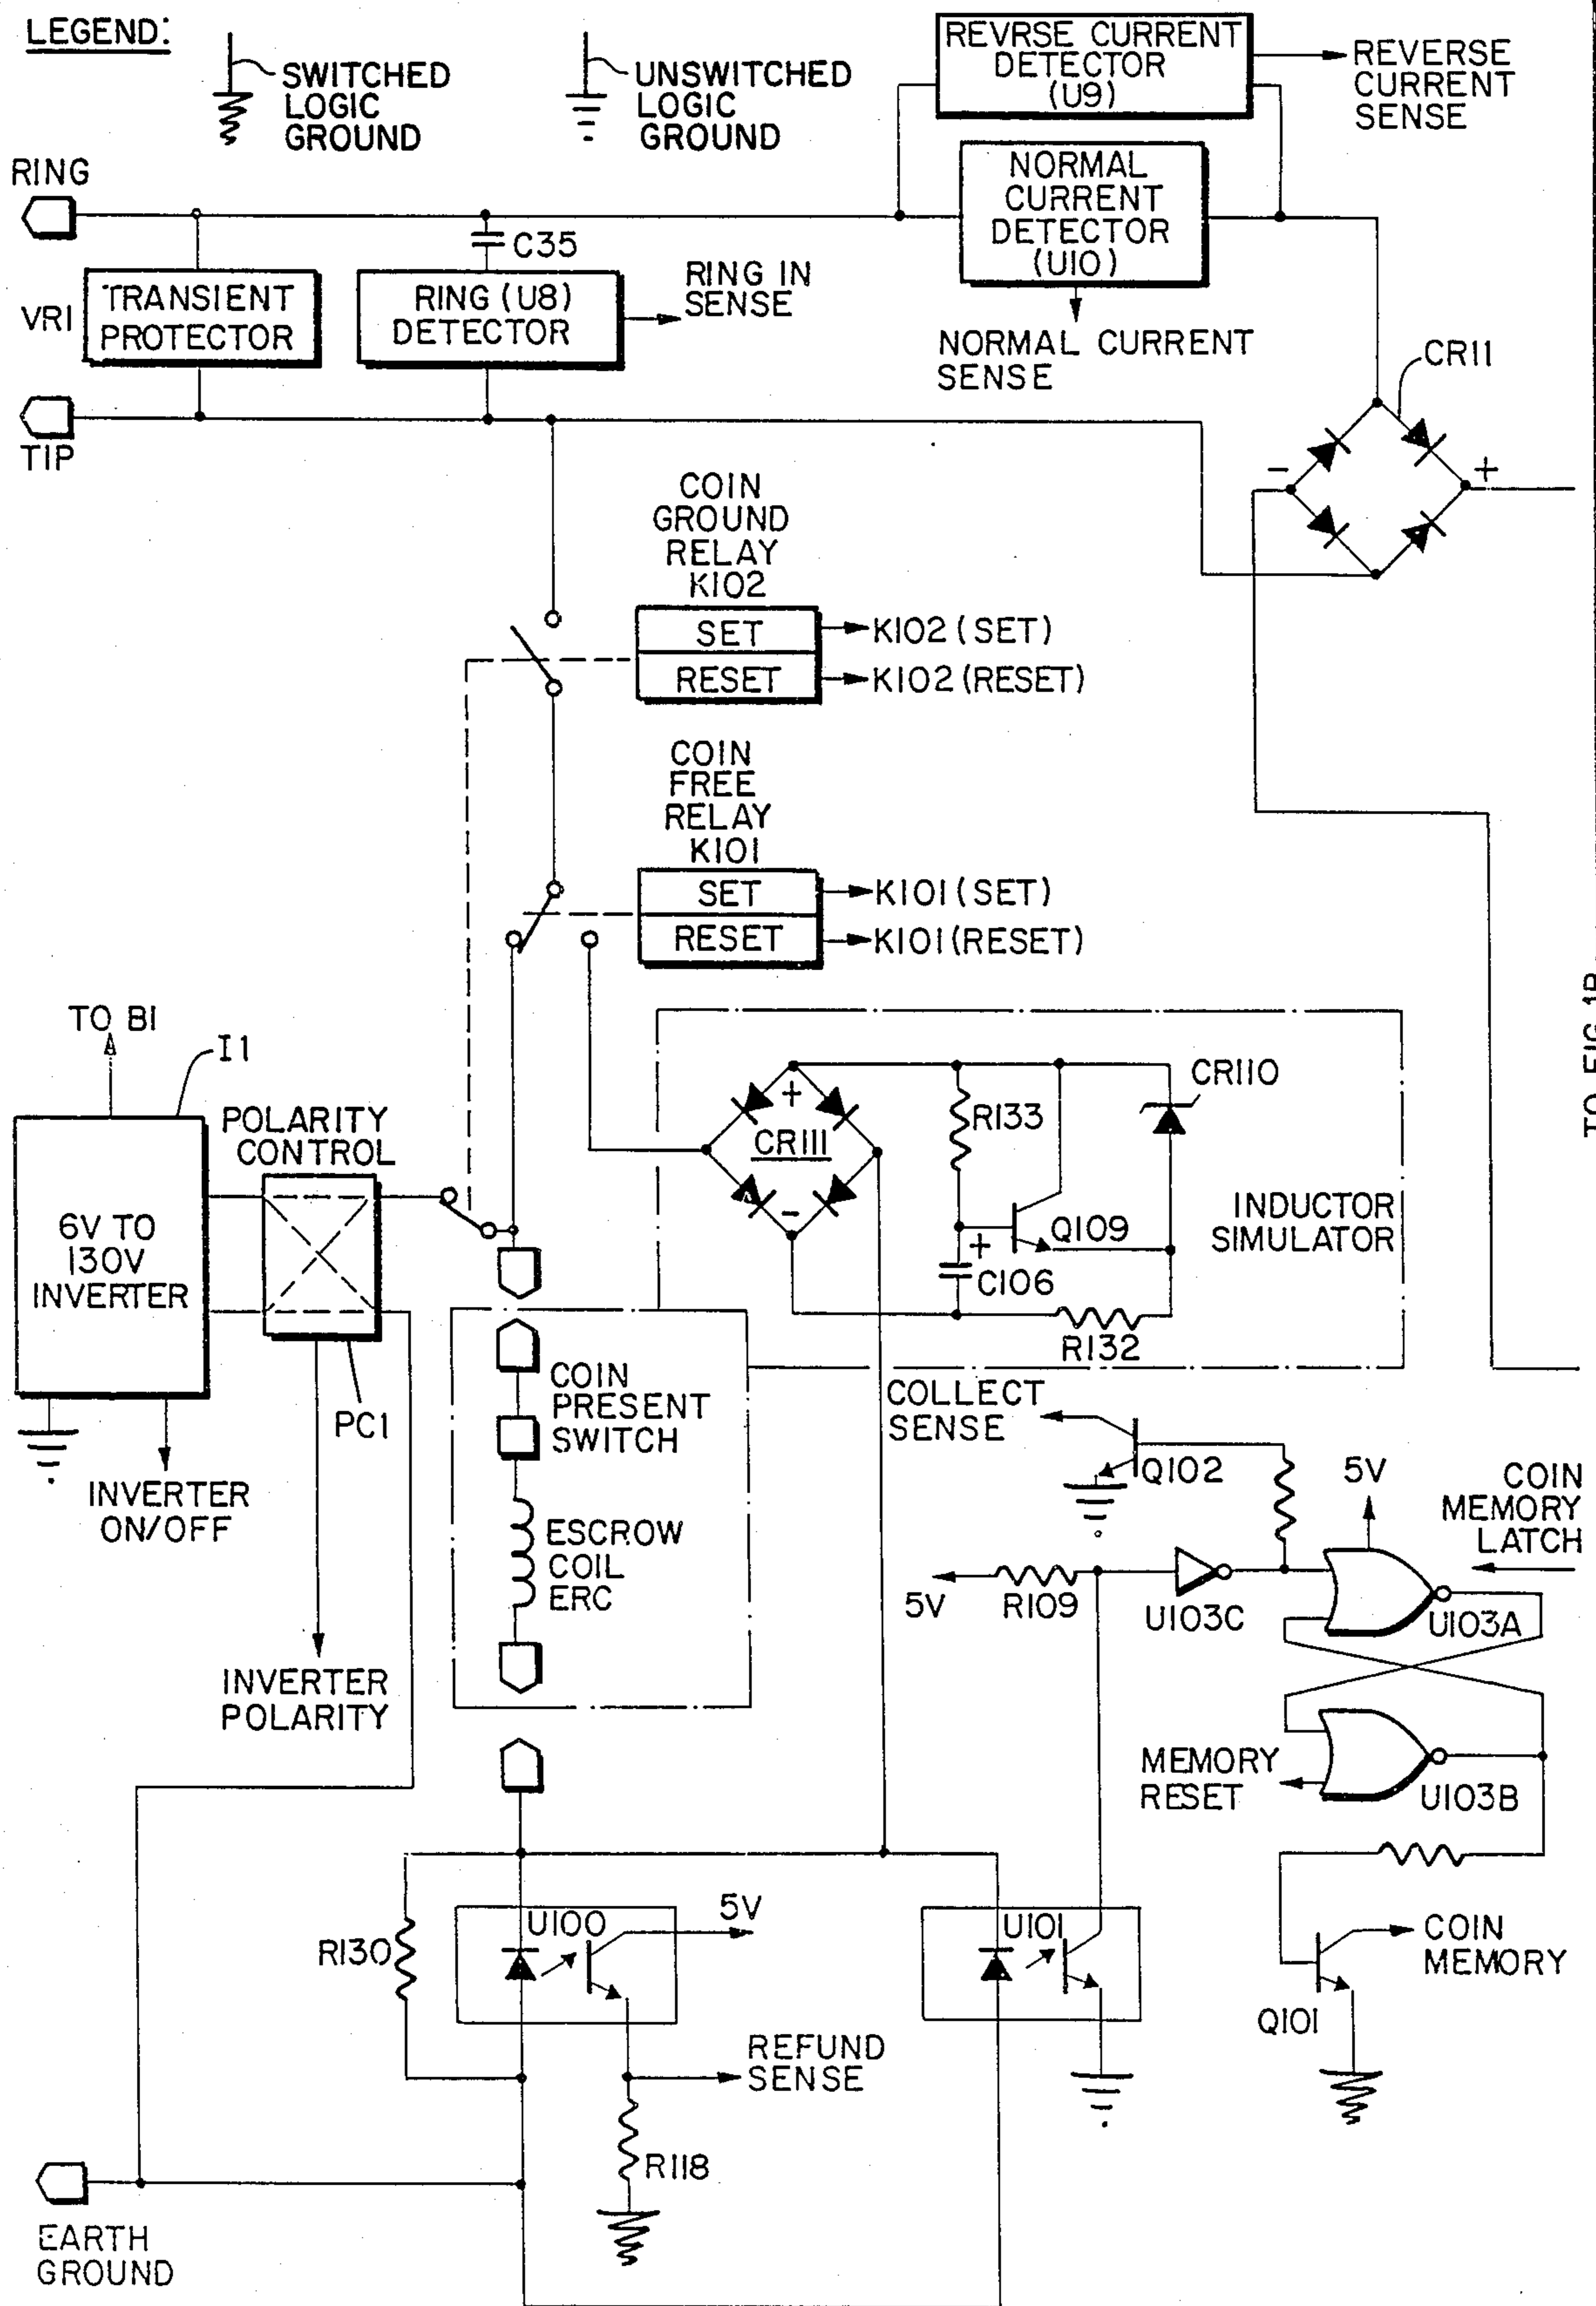 LEGEND:
SWITCHED
LOGIC
GROUND
UNSWITCHED
LOGIC
GROUND
REVRSE CURRENT
DETECTOR
(U9)
REVERSE
CURRENT
SENSE
RING
NORMAL
CURRENT
DETECTOR
(U10)
C35
VR1
TRANSIENT
PROTECTOR
RING (U8)
DETECTOR
RING IN
SENSE
NORMAL CURRENT
SENSE
CR11
TIP
-
+
COIN
GROUND
RELAY
K102
SET
RESET
K102 (SET)
K102 (RESET)
COIN
FREE
RELAY
K101
SET
RESET
K101 (SET)
K101 (RESET)
TO B1
I1
6V TO
130V
INVERTER
POLARITY
CONTROL
PC1
INVERTER
ON/OFF
INVERTER
POLARITY
+
CR111
-
R133
+
C106
Q109
CR110
R132
INDUCTOR
SIMULATOR
TO FIG. 1B
COIN
PRESENT
SWITCH
ESCROW
COIL
ERC
COLLECT
SENSE
Q102
5V
COIN
MEMORY
LATCH
5V
R109
U103C
U103A
MEMORY
RESET
U103B
R130
U100
5V
U101
COIN
MEMORY
Q101
REFUND
SENSE
R118
EARTH
GROUND